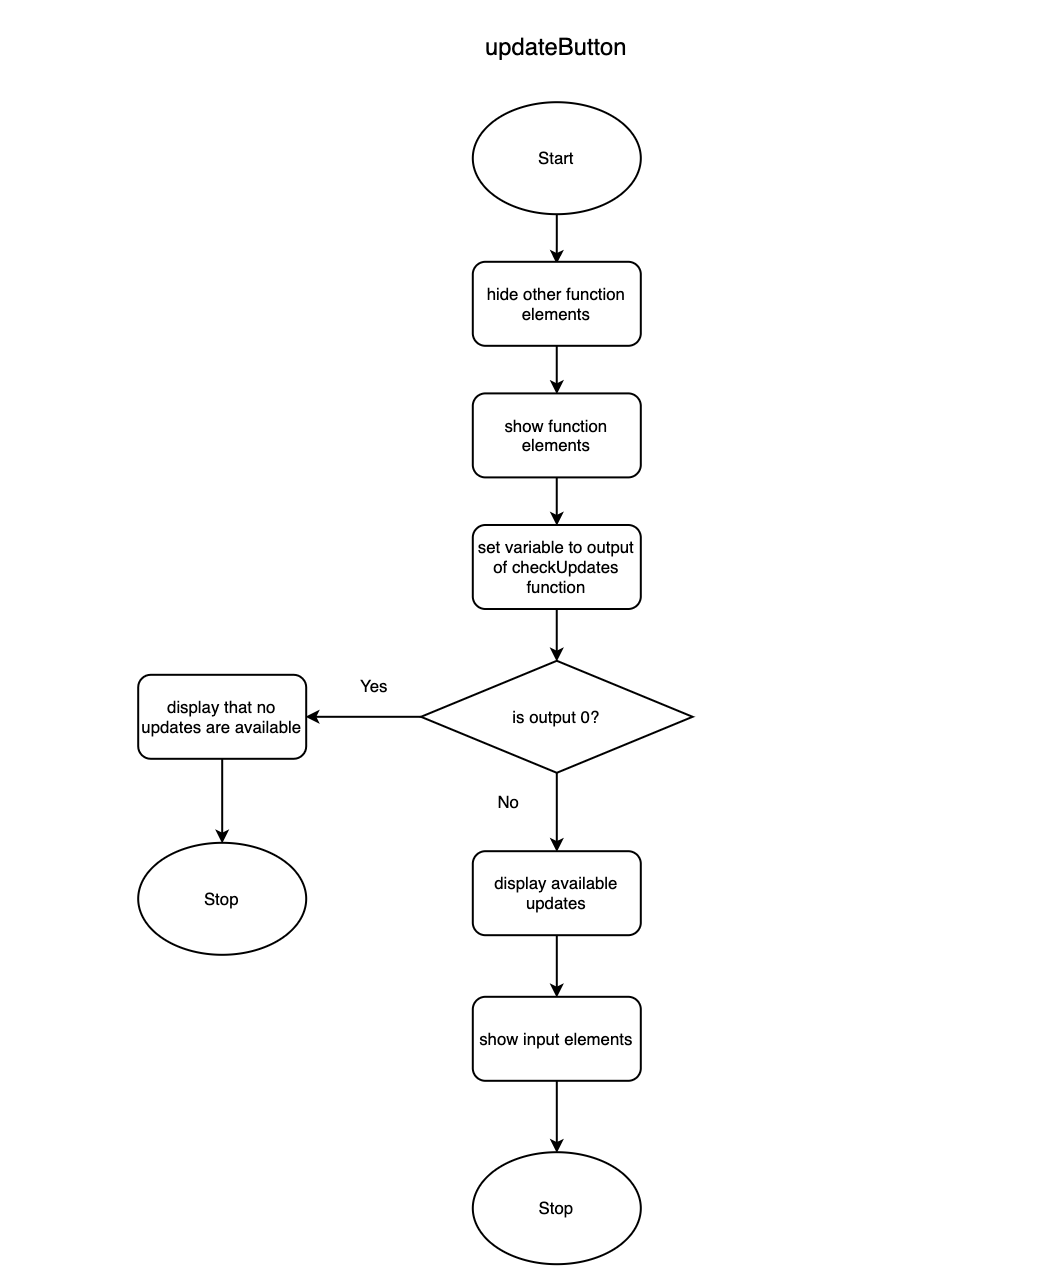 updateButton
Start
hide other function
elements
show function
elements
set variable to output
of checkUpdates
function
is output 0?
Yes
display that no
updates are available
Stop
No
display available
updates
show input elements
Stop